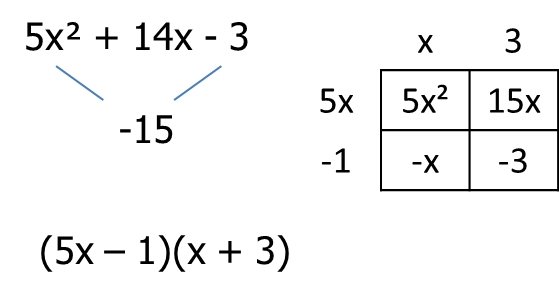 5x² + 14x - 3
-15
(5x – 1)(x + 3)
x 3
5x 5x² 15x
-1 -x -3